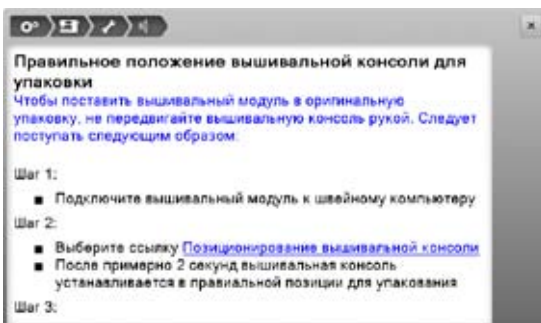 Правильное положение вышивальной консоли для
упаковки
Чтобы поставить вышивальный модуль в оригинальную
упаковку, не передвигайте вышивальную консоль рукой. Следует
поступать следующим образом:
Шаг 1:
■ Подключите вышивальный модуль к швейному компьютеру
Шаг 2:
■ Выберите ссылку Позиционирование вышивальной консоли
■ После примерно 2 секунд вышивальная консоль
устанавливается в правиальной позиции для упакования
Шаг 3: